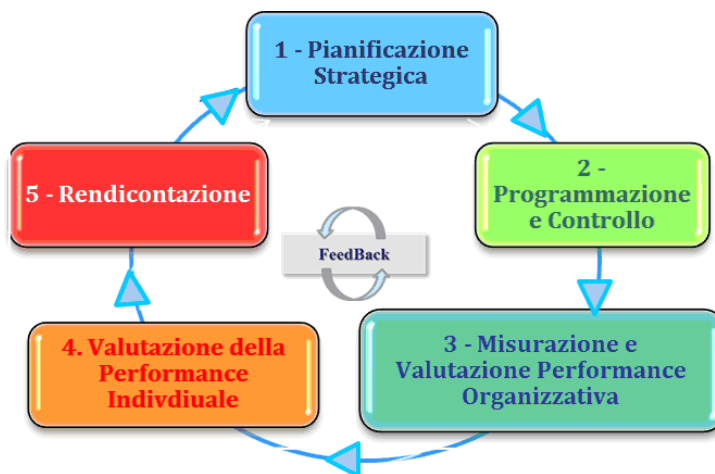 1 - Pianificazione
Strategica
2 -
Programmazione
e Controllo
3 - Misurazione e
Valutazione Performance
Organizzativa
4. Valutazione della
Performance
Indivdiuale
5 - Rendicontazione
FeedBack